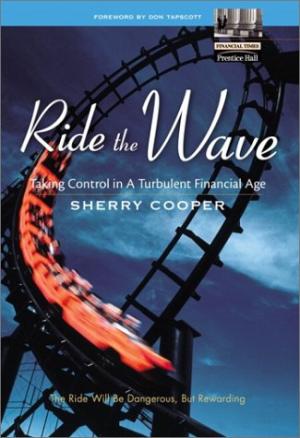 FOREWORD BY DON TAPSCOTT
FINANCIAL TIMES
Prentice Hall
Ride the Wave
Taking Control in A Turbulent Financial Age
SHERRY COOPER
The Ride Will Be Dangerous, But Rewarding